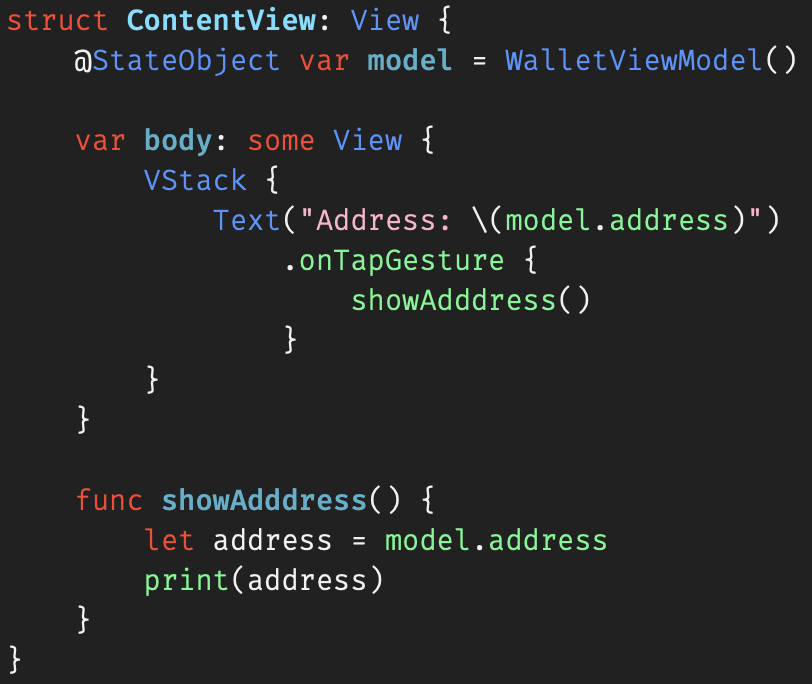 struct ContentView: View {
    @StateObject var model = WalletViewModel()

    var body: some View {
        VStack {
            Text("Address: \(model.address)")
                .onTapGesture {
                    showAdddress()
                }
        }
    }

    func showAdddress() {
        let address = model.address
        print(address)
    }
}